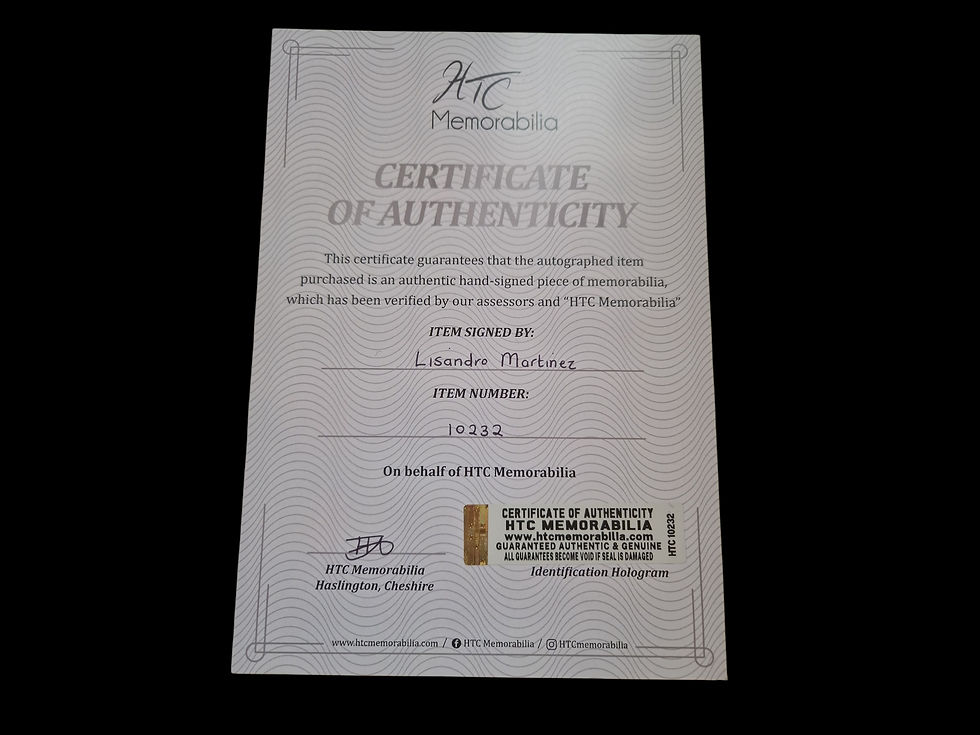 HTC
Memorabilia
CERTIFICATE
OF AUTHENTICITY
This certificate guarantees that the autographed item
purchased is an authentic hand-signed piece of memorabilia,
which has been verified by our assessors and “HTC Memorabilia”
ITEM SIGNED BY:
Lisandro Martinez
ITEM NUMBER:
10232
On behalf of HTC Memorabilia
HTC
HTC Memorabilia
Haslington, Cheshire
CERTIFICATE OF AUTHENTICITY
HTC MEMORABILIA
www.htcmemorabilia.com
GUARANTEED AUTHENTIC & GENUINE
ALL GUARANTEES BECOME VOID IF SEAL IS DAMAGED
HTC 10232
Identification Hologram
www.htcmemorabilia.com / HTC Memorabilia / HTCmemorabilia